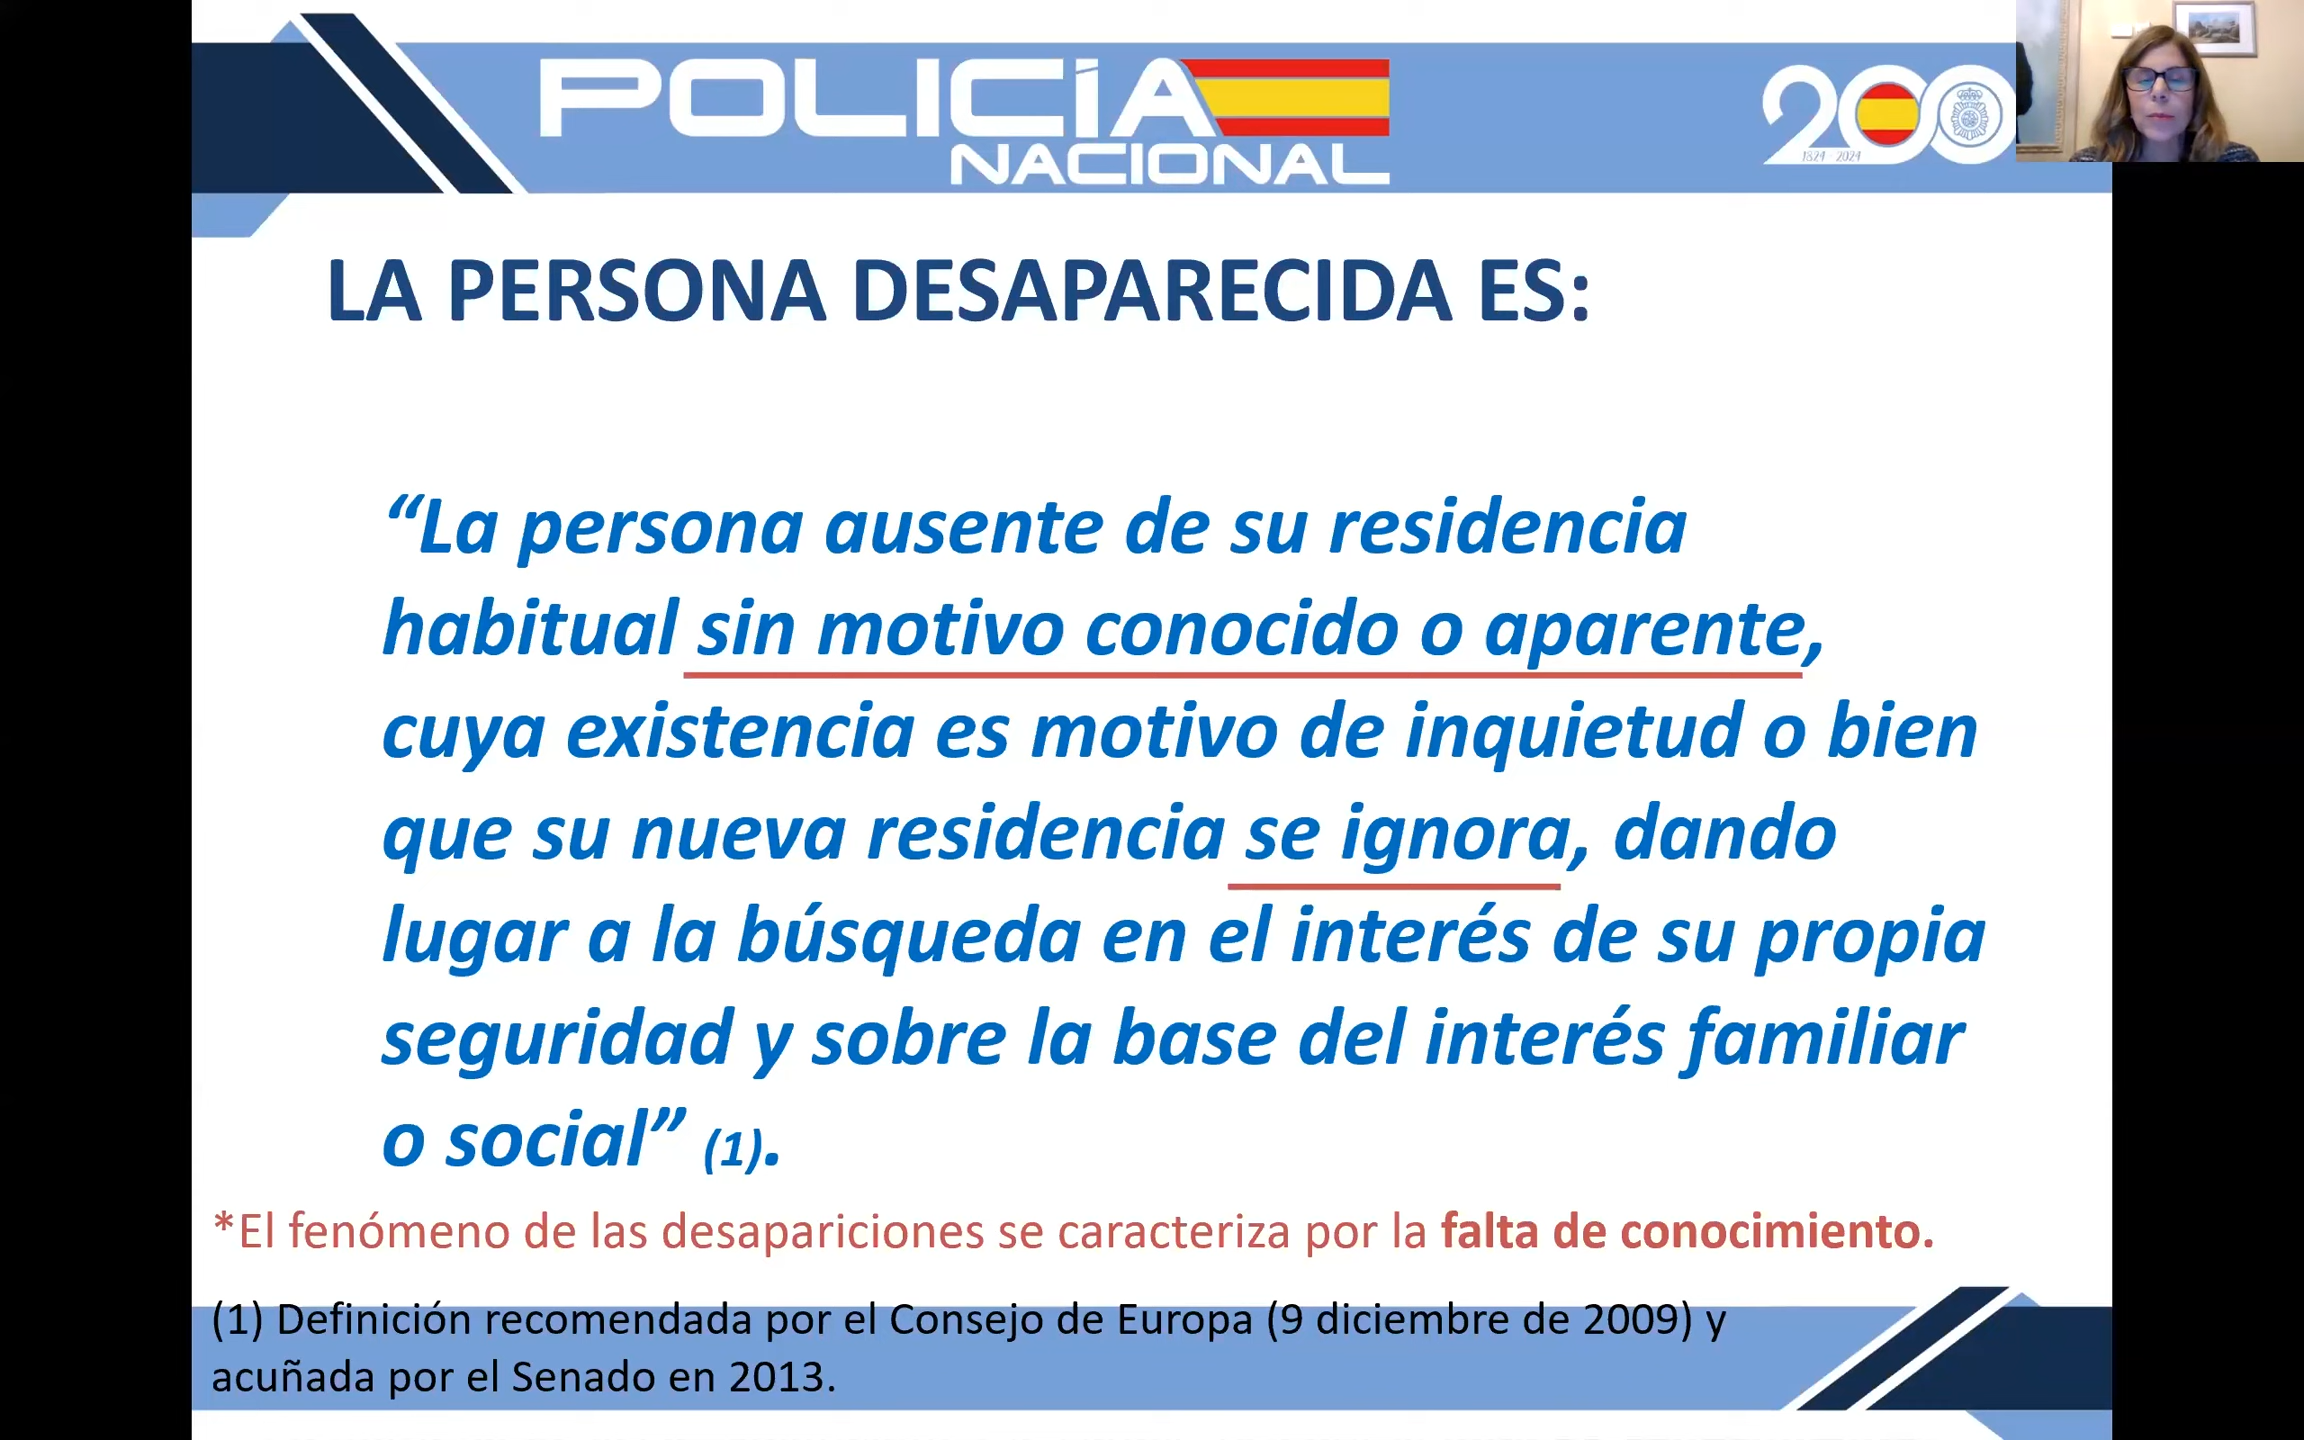 POLICÍA
NACIONAL
200
1824 2024
LA PERSONA DESAPARECIDA ES:
“La persona ausente de su residencia
habitual sin motivo conocido o aparente,
cuya existencia es motivo de inquietud o bien
que su nueva residencia se ignora, dando
lugar a la búsqueda en el interés de su propia
seguridad y sobre la base del interés familiar
o social” (1).
*El fenómeno de las desapariciones se caracteriza por la falta de conocimiento.
(1) Definición recomendada por el Consejo de Europa (9 diciembre de 2009) y
acuñada por el Senado en 2013.